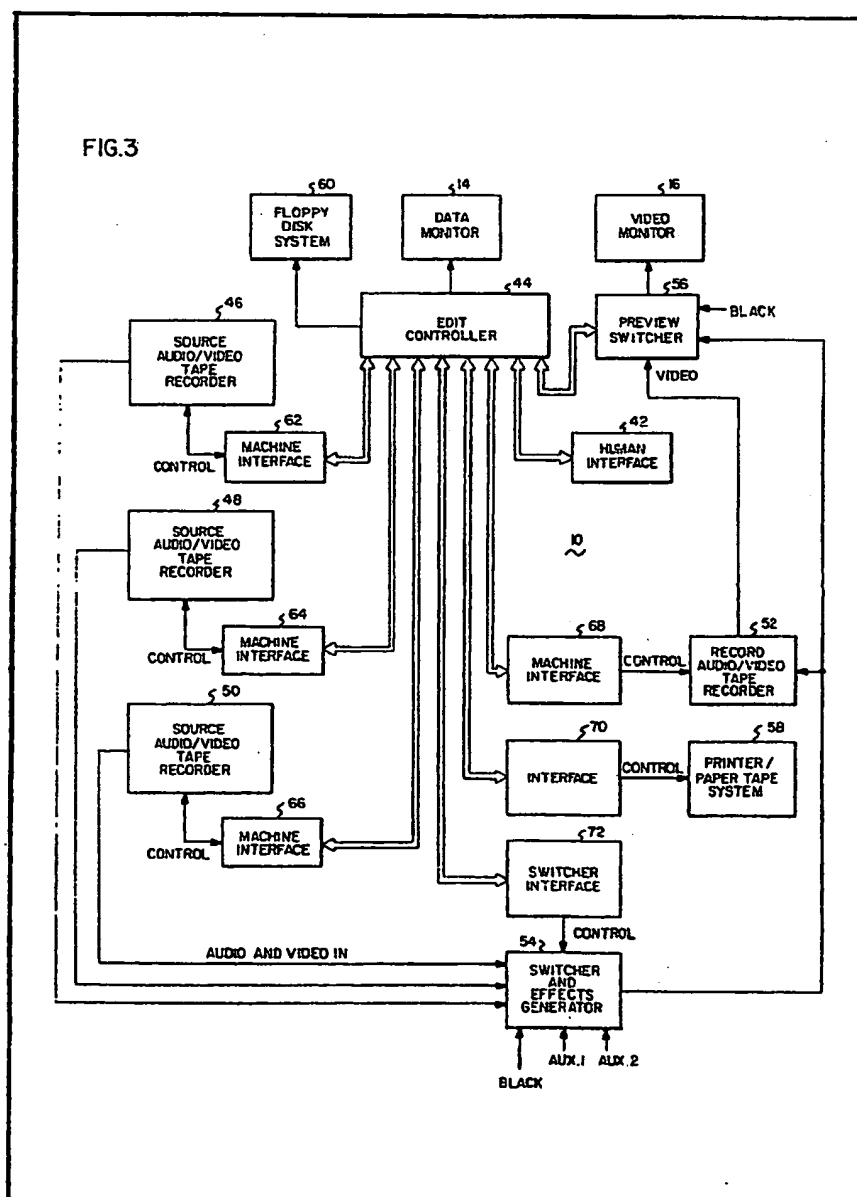 FIG.3
60
FLOPPY
DISK
SYSTEM
14
DATA
MONITOR
16
VIDEO
MONITOR
44
EDIT
CONTROLLER
56
PREVIEW
SWITCHER
BLACK
VIDEO
46
SOURCE
AUDIO/VIDEO
TAPE
RECORDER
62
MACHINE
INTERFACE
CONTROL
42
HUMAN
INTERFACE
48
SOURCE
AUDIO/VIDEO
TAPE
RECORDER
10
64
MACHINE
INTERFACE
CONTROL
68
MACHINE
INTERFACE
CONTROL
52
RECORD
AUDIO/VIDEO
TAPE
RECORDER
50
SOURCE
AUDIO/VIDEO
TAPE
RECORDER
70
INTERFACE
CONTROL
58
PRINTER/
PAPER TAPE
SYSTEM
66
MACHINE
INTERFACE
CONTROL
72
SWITCHER
INTERFACE
CONTROL
AUDIO AND VIDEO IN
54
SWITCHER
AND
EFFECTS
GENERATOR
BLACK
AUX.1
AUX.2